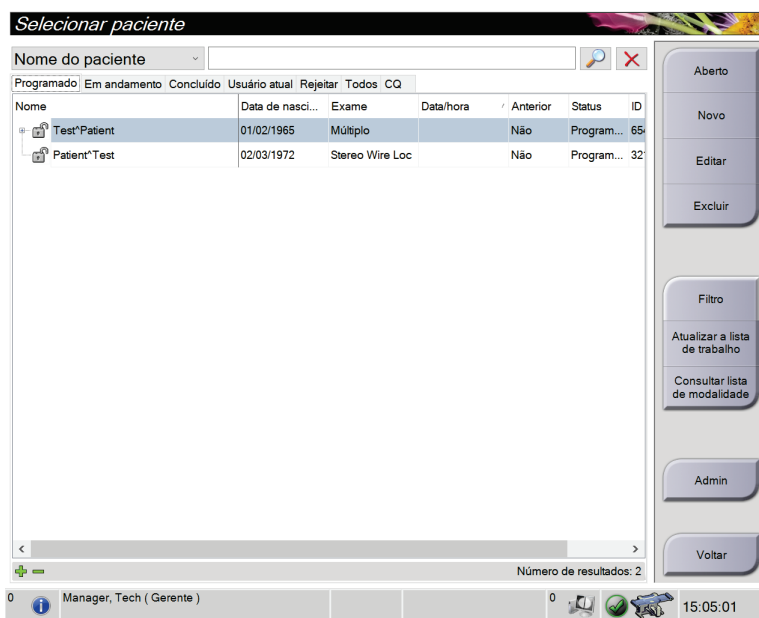 Selecionar paciente
Nome do paciente
Programado Em andamento Concluído Usuário atual Rejeitar Todos CQ
Nome Data de nasci... Exame Data/hora Anterior Status ID
Test^Patient 01/02/1965 Múltiplo Não Program... 654
Patient^Test 02/03/1972 Stereo Wire Loc Não Program... 321
Número de resultados: 2
Aberto
Novo
Editar
Excluir
Filtro
Atualizar a lista
de trabalho
Consultar lista
de modalidade
Admin
Voltar
0 Manager, Tech ( Gerente ) 0 15:05:01